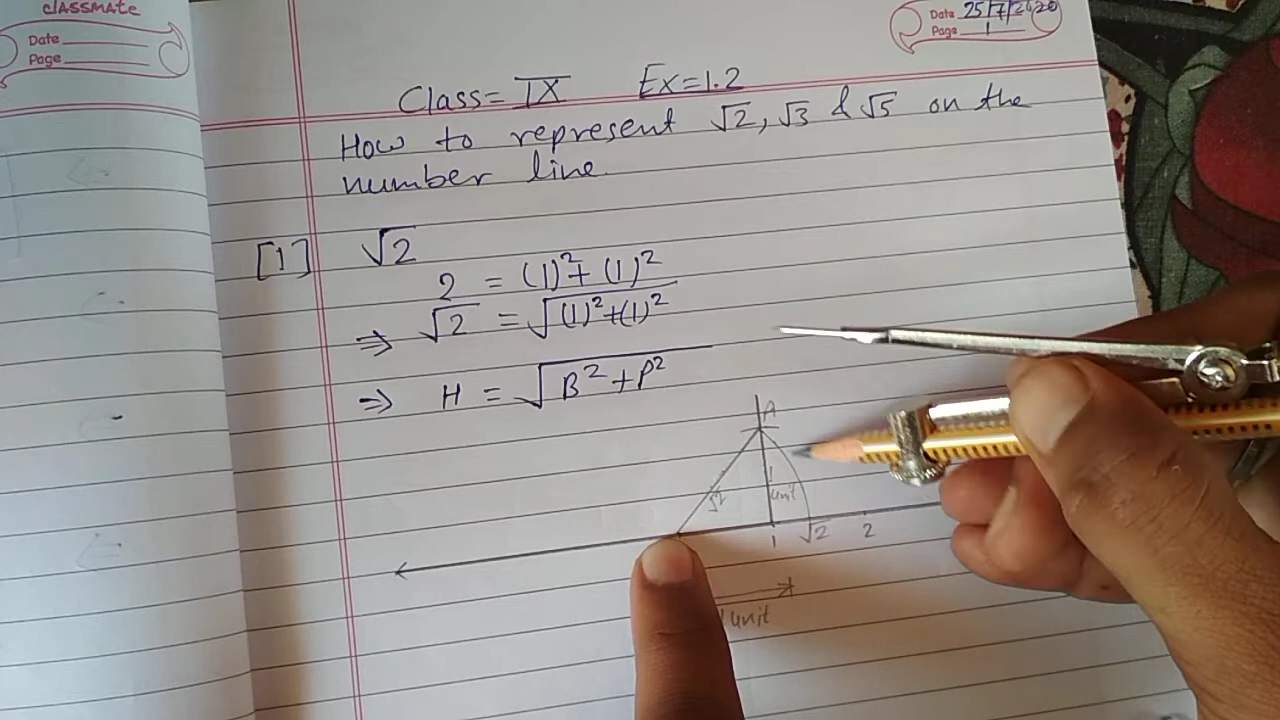 classmate
Date
Page
Date 25/7/2020
Page 1
Class = IX Ex = 1.2
How to represent √2, √3 & √5 on the
number line.
[1] √2
2 = (1)² + (1)²
⇒ √2 = √(1)²+(1)²
⇒ H = √B²+P²
A
√2
1 unit
1
√2
2
1 unit